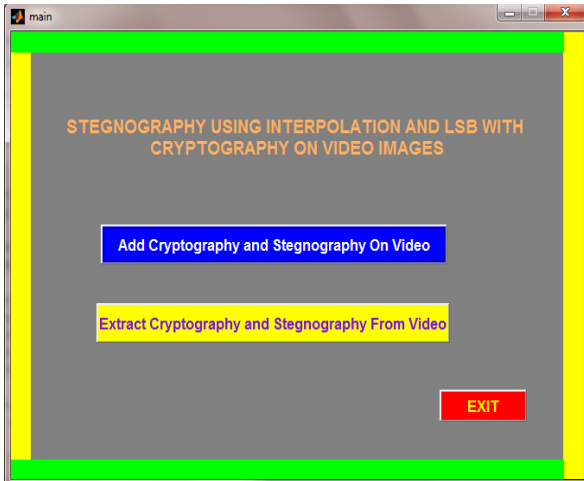 main
STEGNOGRAPHY USING INTERPOLATION AND LSB WITH
CRYPTOGRAPHY ON VIDEO IMAGES
Add Cryptography and Stegnography On Video
Extract Cryptography and Stegnography From Video
EXIT